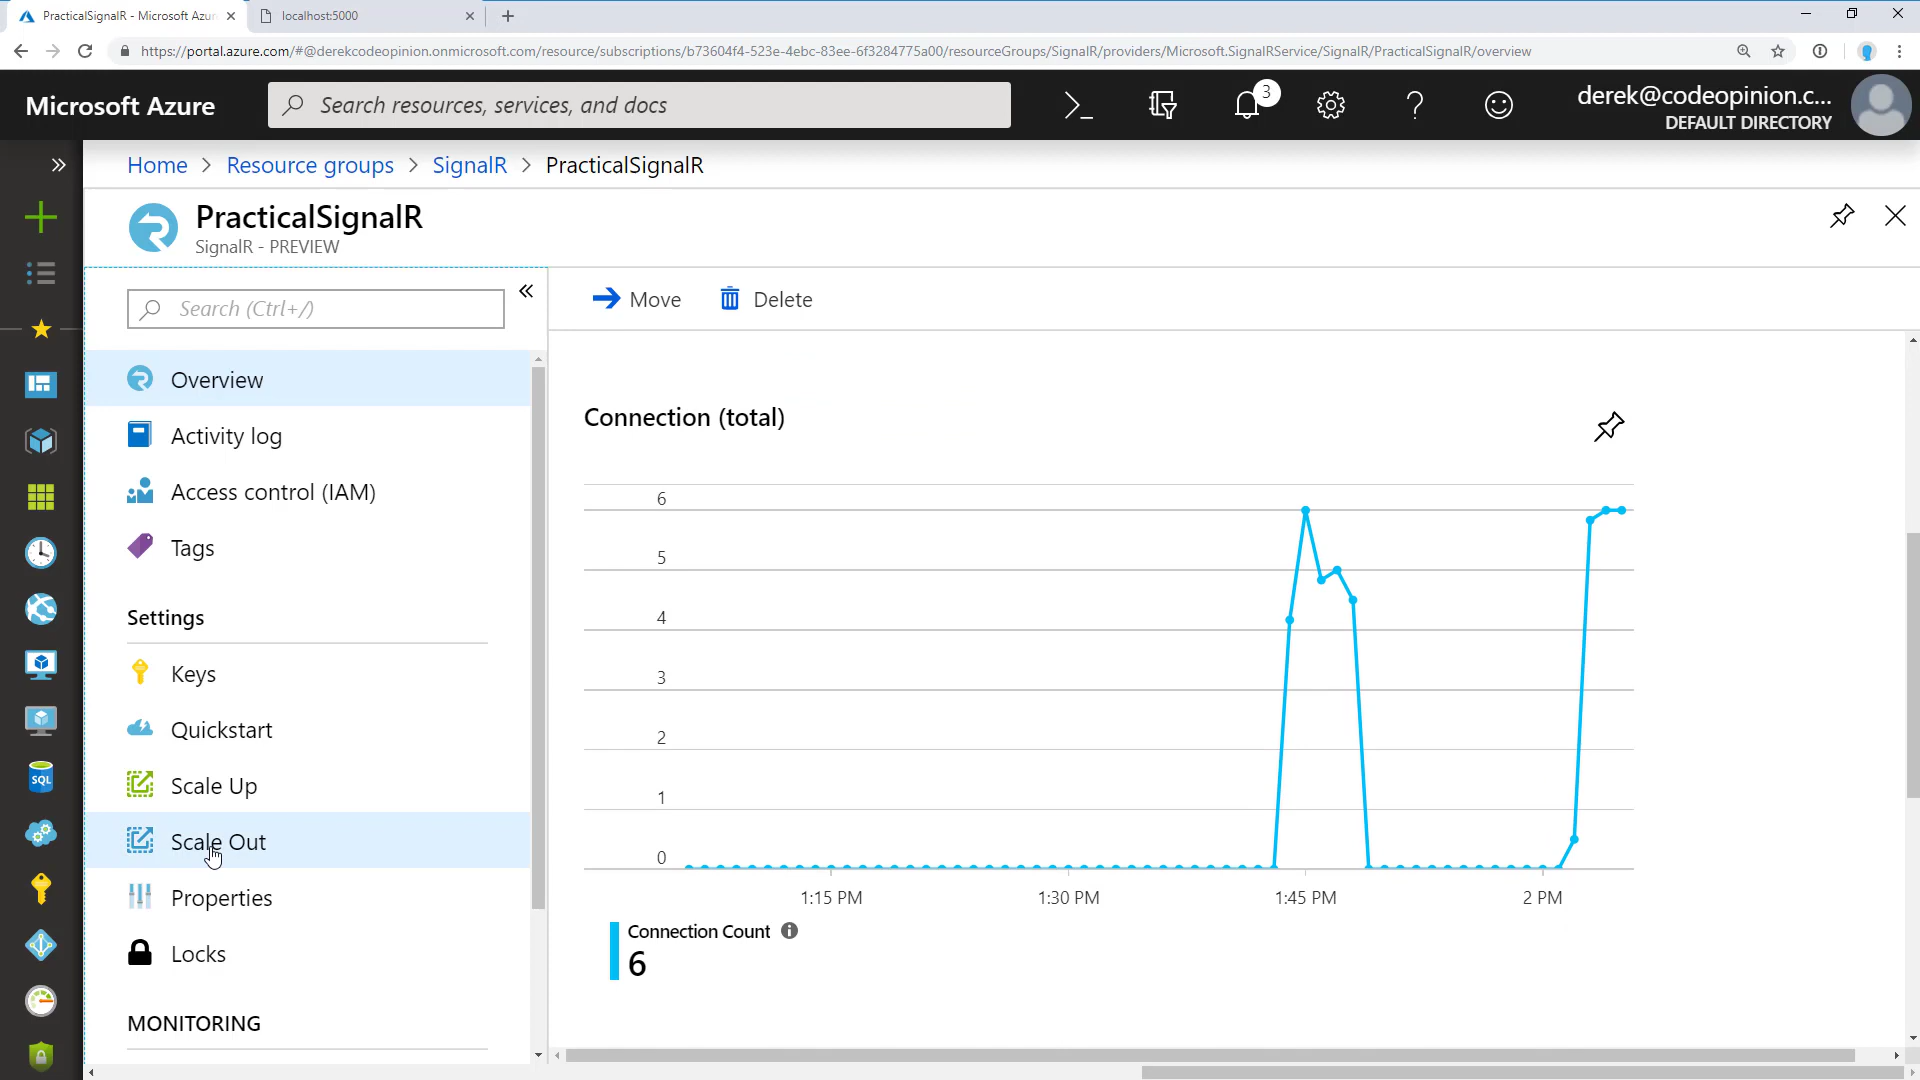 PracticalSignalR - Microsoft Azur
localhost:5000
https://portal.azure.com/#@derekcodeopinion.onmicrosoft.com/resource/subscriptions/b73604f4-523e-4ebc-83ee-6f3284775a00/resourceGroups/SignalR/providers/Microsoft.SignalRService/SignalR/PracticalSignalR/overview
Microsoft Azure
Search resources, services, and docs
3
derek@codeopinion.c...
DEFAULT DIRECTORY
Home > Resource groups > SignalR > PracticalSignalR
PracticalSignalR
SignalR - PREVIEW
Search (Ctrl+/)
Move
Delete
Overview
Activity log
Access control (IAM)
Tags
Settings
Keys
Quickstart
Scale Up
Scale Out
Properties
Locks
MONITORING
SQL
Connection (total)
6
5
4
3
2
1
0
1:15 PM
1:30 PM
1:45 PM
2 PM
Connection Count
6